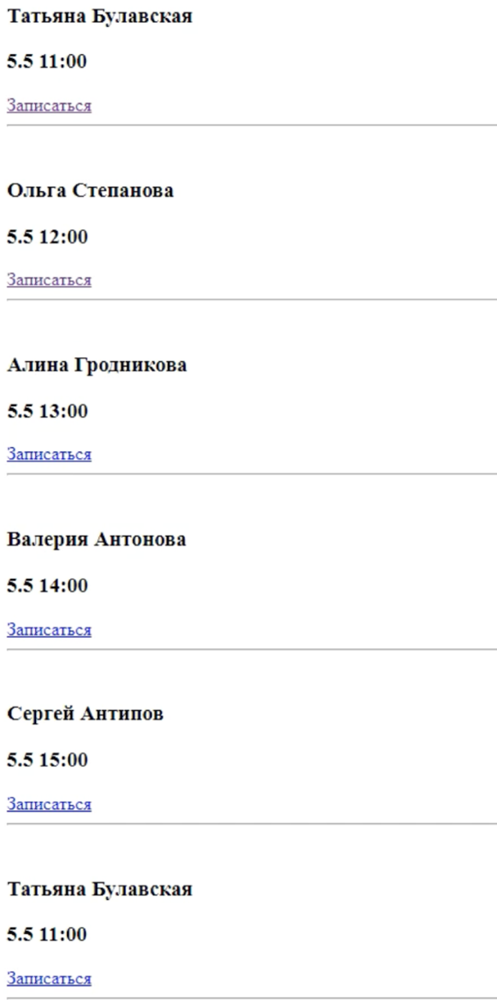 Татьяна Булавская
5.5 11:00
Записаться
Ольга Степанова
5.5 12:00
Записаться
Алина Гродникова
5.5 13:00
Записаться
Валерия Антонова
5.5 14:00
Записаться
Сергей Антипов
5.5 15:00
Записаться
Татьяна Булавская
5.5 11:00
Записаться